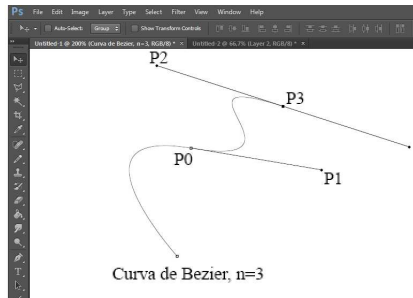 Ps File Edit Image Layer Type Select Filter View Window Help
Auto-Select: Group Show Transform Controls
Untitled-1 @ 200% (Curva de Bezier, n=3, RGB/8) * × Untitled-2 @ 66,7% (Layer 2, RGB/8) * ×
P2
P3
P0
P1
Curva de Bezier, n=3
T